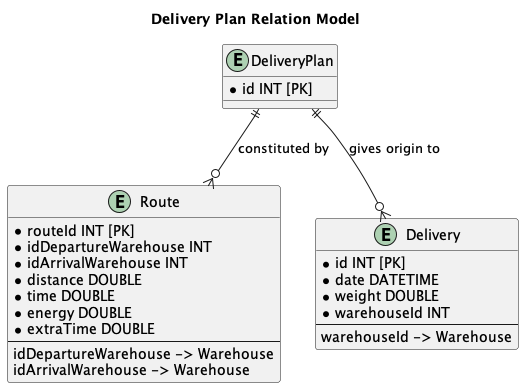 Delivery Plan Relation Model
E DeliveryPlan
• id INT [PK]
constituted by
gives origin to
E Route
• routeId INT [PK]
• idDepartureWarehouse INT
• idArrivalWarehouse INT
• distance DOUBLE
• time DOUBLE
• energy DOUBLE
• extraTime DOUBLE
idDepartureWarehouse -> Warehouse
idArrivalWarehouse -> Warehouse
E Delivery
• id INT [PK]
• date DATETIME
• weight DOUBLE
• warehouseId INT
warehouseId -> Warehouse